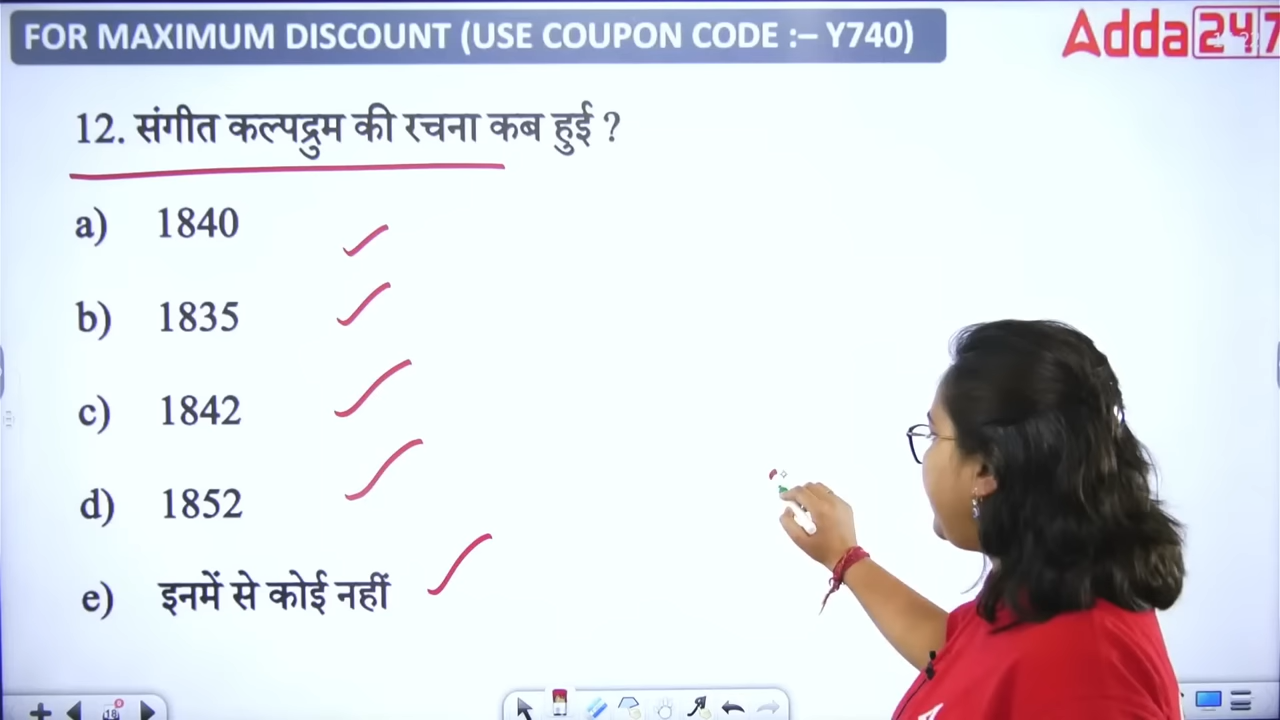 FOR MAXIMUM DISCOUNT (USE COUPON CODE :– Y740)
Adda247
12. संगीत कल्पद्रुम की रचना कब हुई ?
a) 1840
b) 1835
c) 1842
d) 1852
e) इनमें से कोई नहीं
18